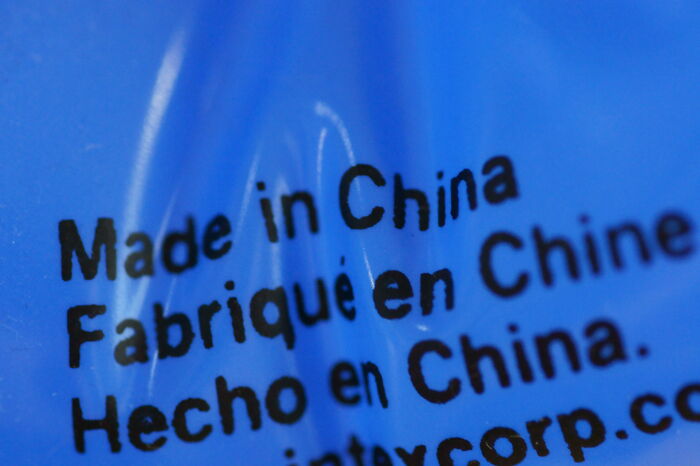 Made in China
Fabriqué en Chine
Hecho en China.
intexcorp.co